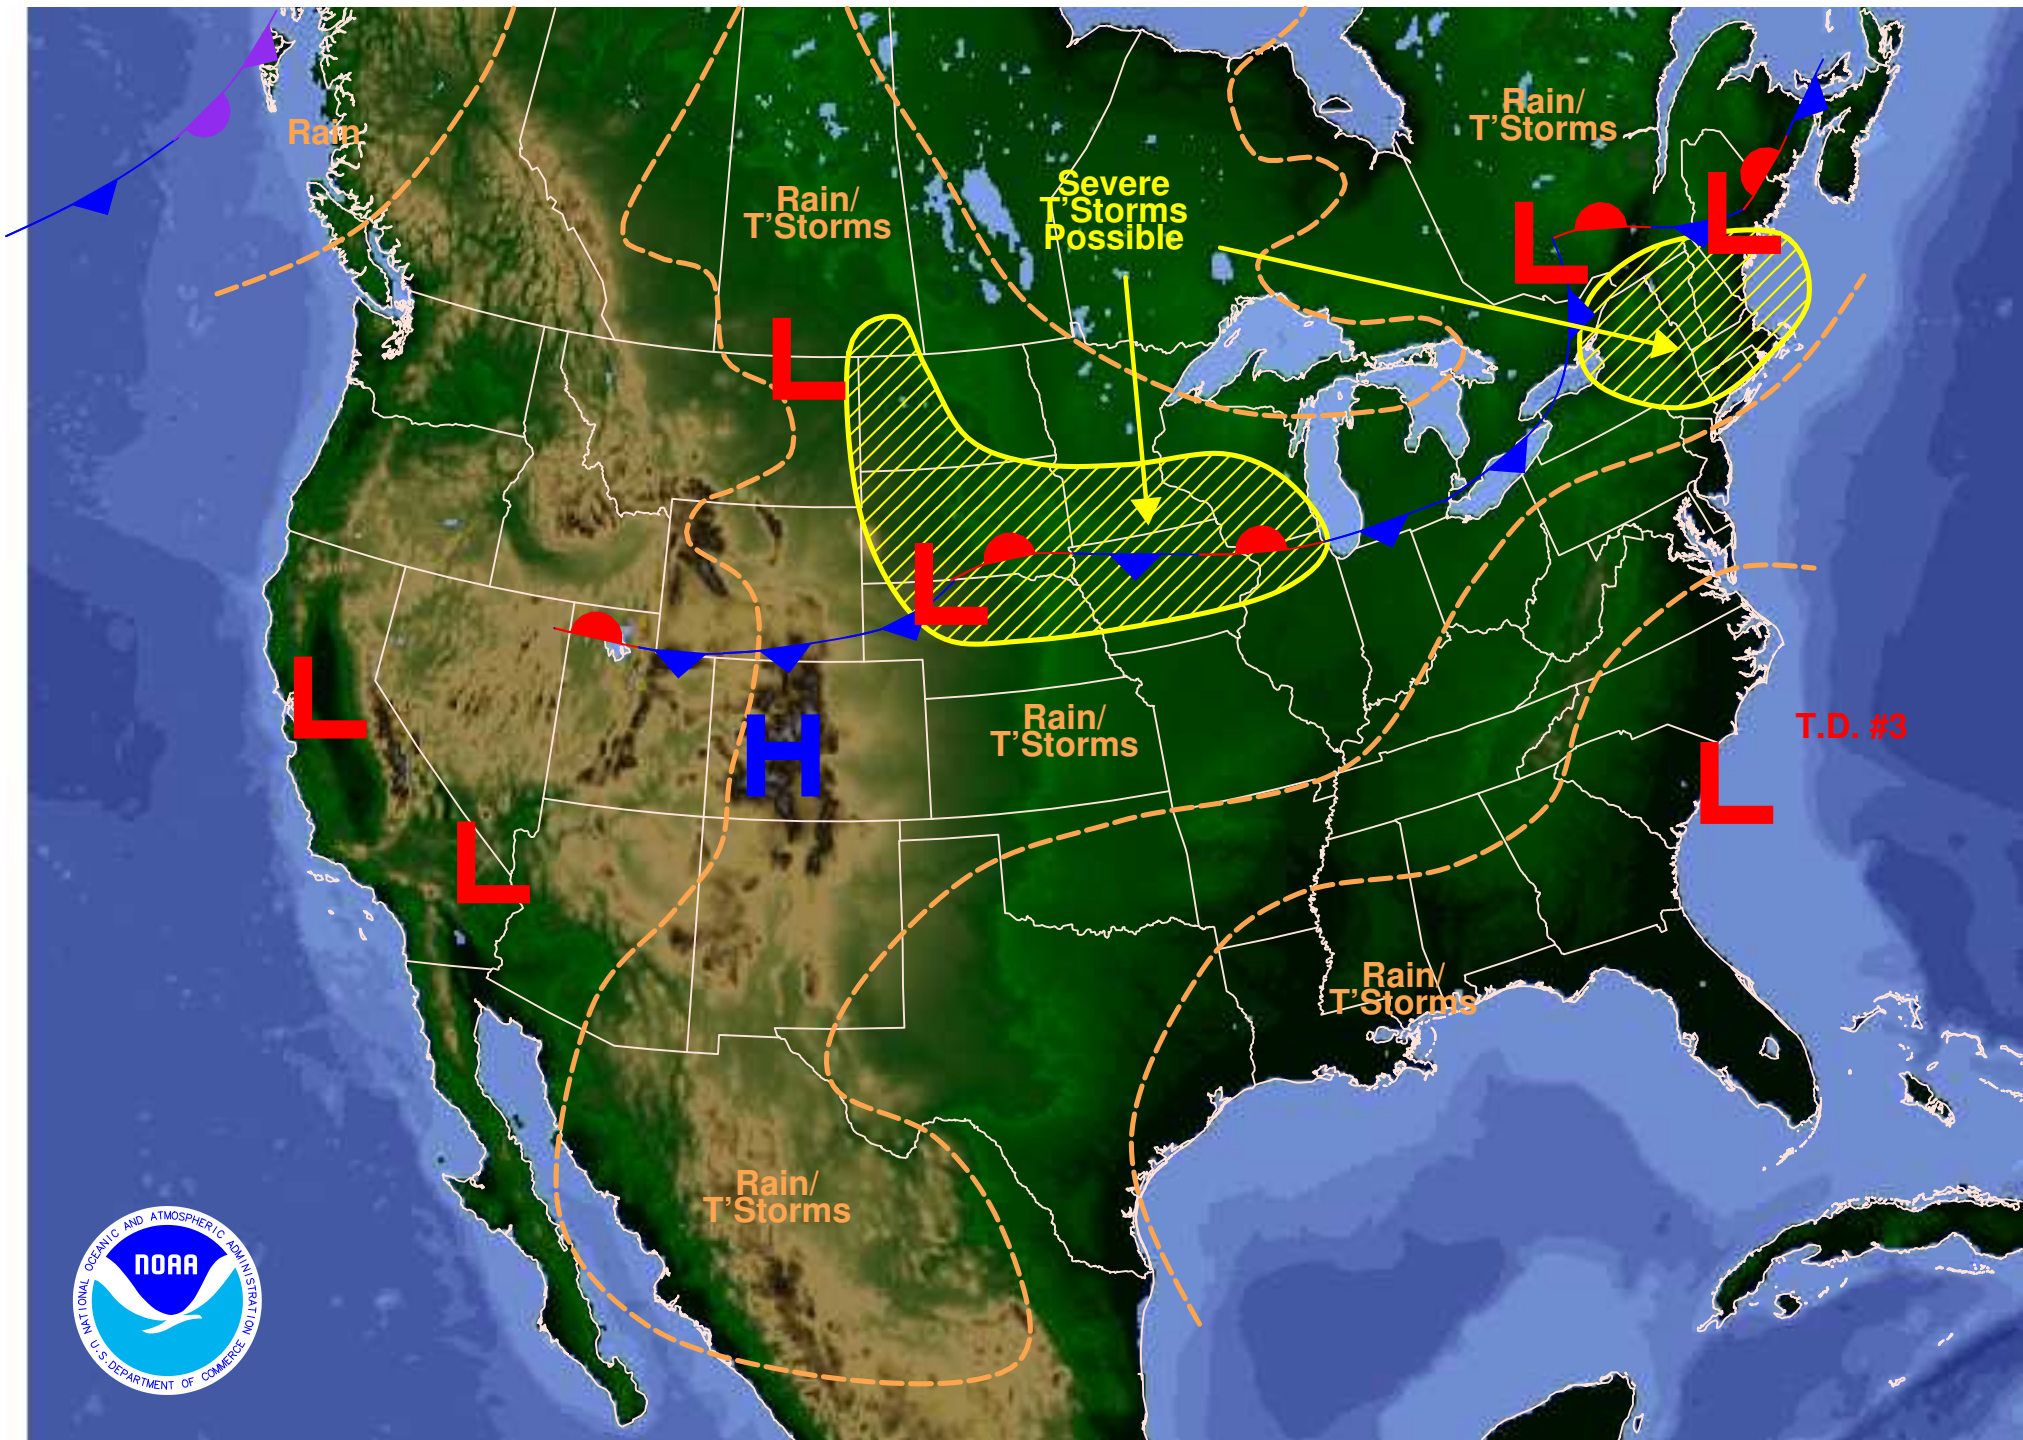 Rain
Rain/
T'Storms
Severe
T'Storms
Possible
Rain/
T'Storms
L
L
L
L
L
Rain/
T'Storms
T.D. #3
L
H
L
L
Rain/
T'Storms
Rain/
T'Storms
NATIONAL OCEANIC AND ATMOSPHERIC ADMINISTRATION
NOAA
U.S. DEPARTMENT OF COMMERCE